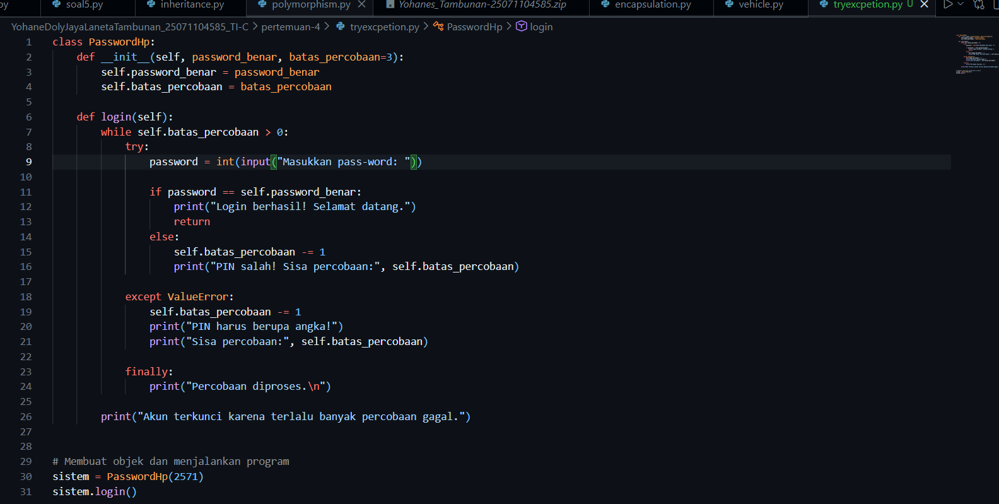 py soal5.py inheritance.py polymorphism.py Yohanes_Tambunan-25071104585.zip encapsulation.py vehicle.py tryexcpetion.py U
YohaneDolyJayaLanetaTambunan_25071104585_TI-C > pertemuan-4 > tryexcpetion.py > PasswordHp > login
1 class PasswordHp:
2 def __init__(self, password_benar, batas_percobaan=3):
3 self.password_benar = password_benar
4 self.batas_percobaan = batas_percobaan
5
6 def login(self):
7 while self.batas_percobaan > 0:
8 try:
9 password = int(input("Masukkan pass-word: "))
10
11 if password == self.password_benar:
12 print("Login berhasil! Selamat datang.")
13 return
14 else:
15 self.batas_percobaan -= 1
16 print("PIN salah! Sisa percobaan:", self.batas_percobaan)
17
18 except ValueError:
19 self.batas_percobaan -= 1
20 print("PIN harus berupa angka!")
21 print("Sisa percobaan:", self.batas_percobaan)
22
23 finally:
24 print("Percobaan diproses.\n")
25
26 print("Akun terkunci karena terlalu banyak percobaan gagal.")
27
28
29 # Membuat objek dan menjalankan program
30 sistem = PasswordHp(2571)
31 sistem.login()